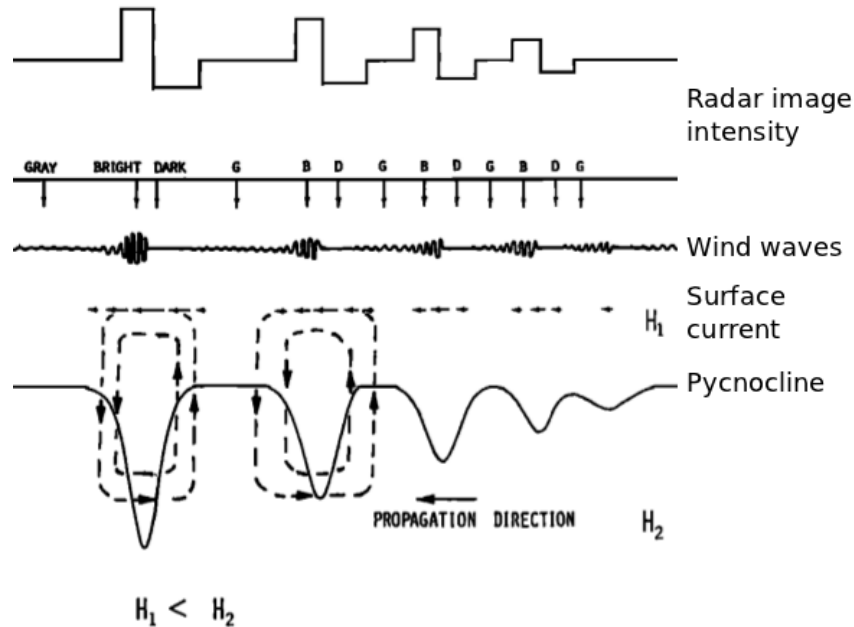 Radar image
intensity
GRAY BRIGHT DARK G B D G B D G B D G
Wind waves
Surface
current
H₁
Pycnocline
PROPAGATION DIRECTION
H₂
H₁ < H₂